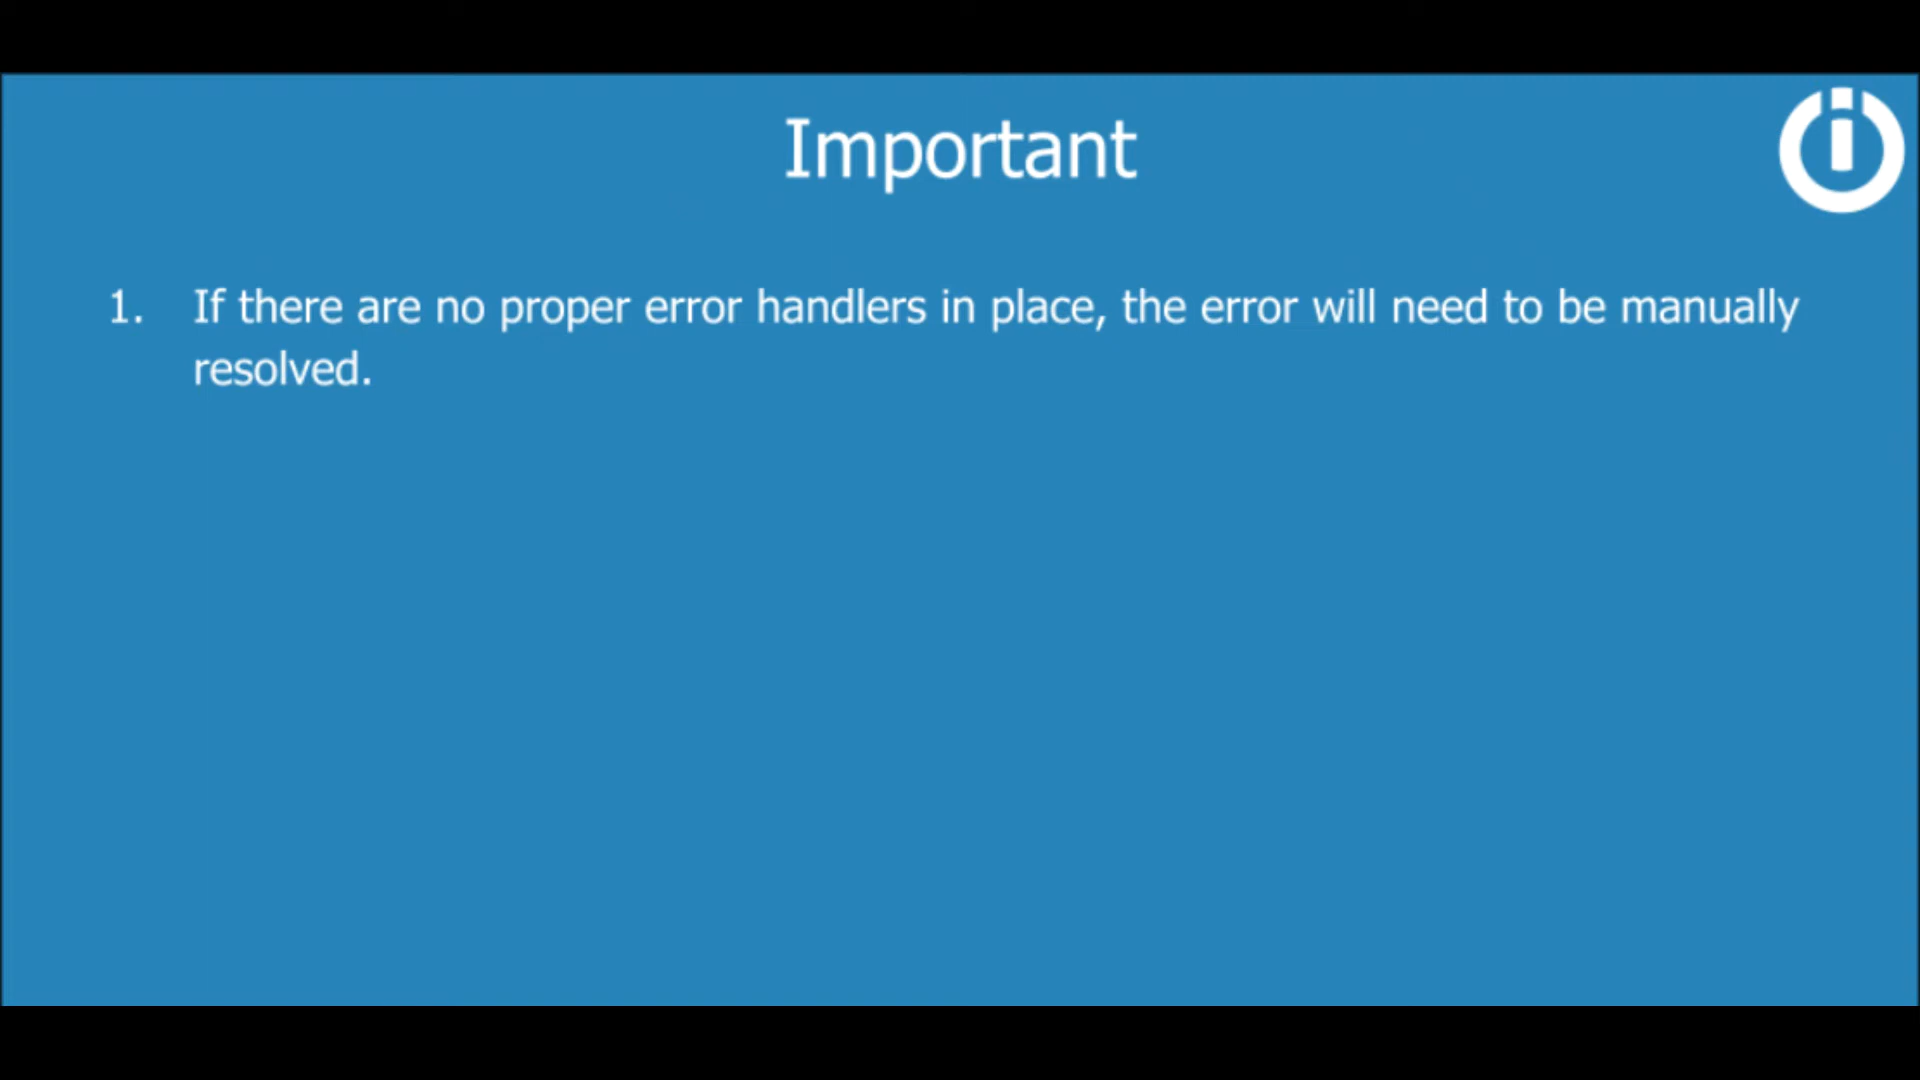 Important
1. If there are no proper error handlers in place, the error will need to be manually
resolved.